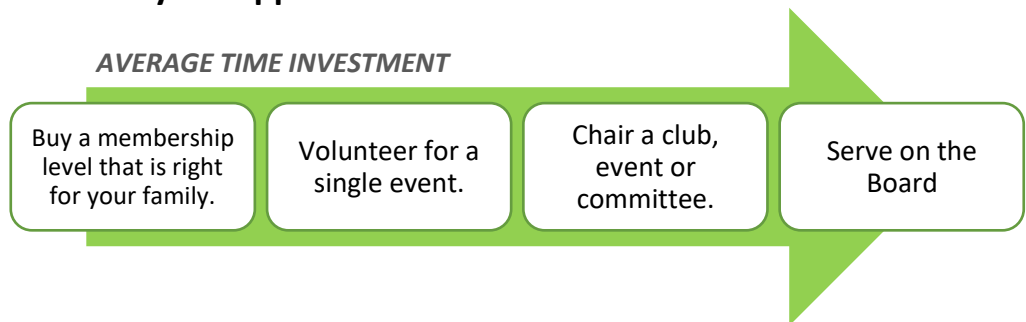 AVERAGE TIME INVESTMENT
Buy a membership
level that is right
for your family.
Volunteer for a
single event.
Chair a club,
event or
committee.
Serve on the
Board